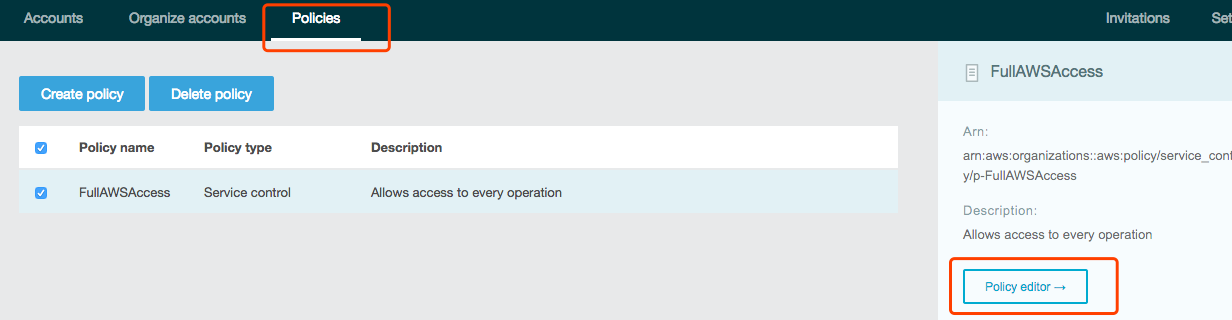 Accounts Organize accounts Policies Invitations Set
Create policy Delete policy
Policy name Policy type Description
FullAWSAccess Service control Allows access to every operation
FullAWSAccess
Arn:
arn:aws:organizations::aws:policy/service_cont
y/p-FullAWSAccess
Description:
Allows access to every operation
Policy editor →